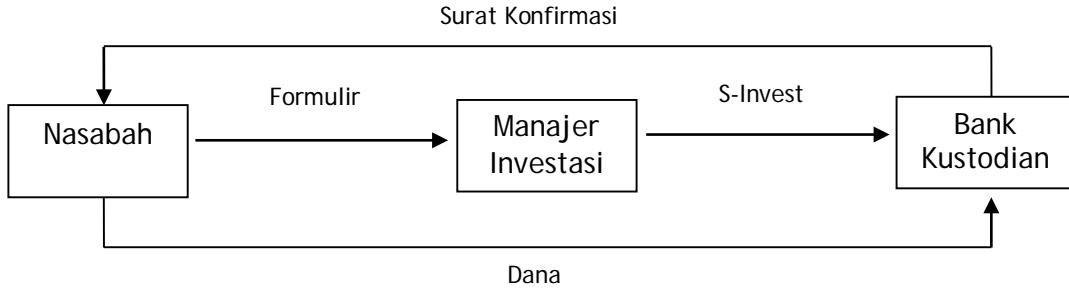 Surat Konfirmasi
Formulir
S-Invest
Nasabah
Manajer
Investasi
Bank
Kustodian
Dana